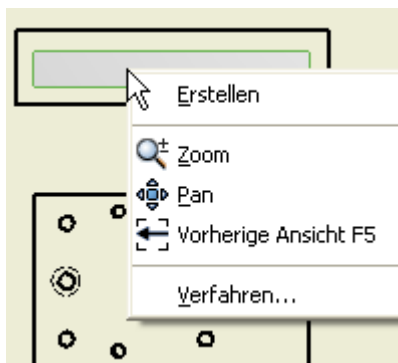 Erstellen
Zoom
Pan
Vorherige Ansicht F5
Verfahren...